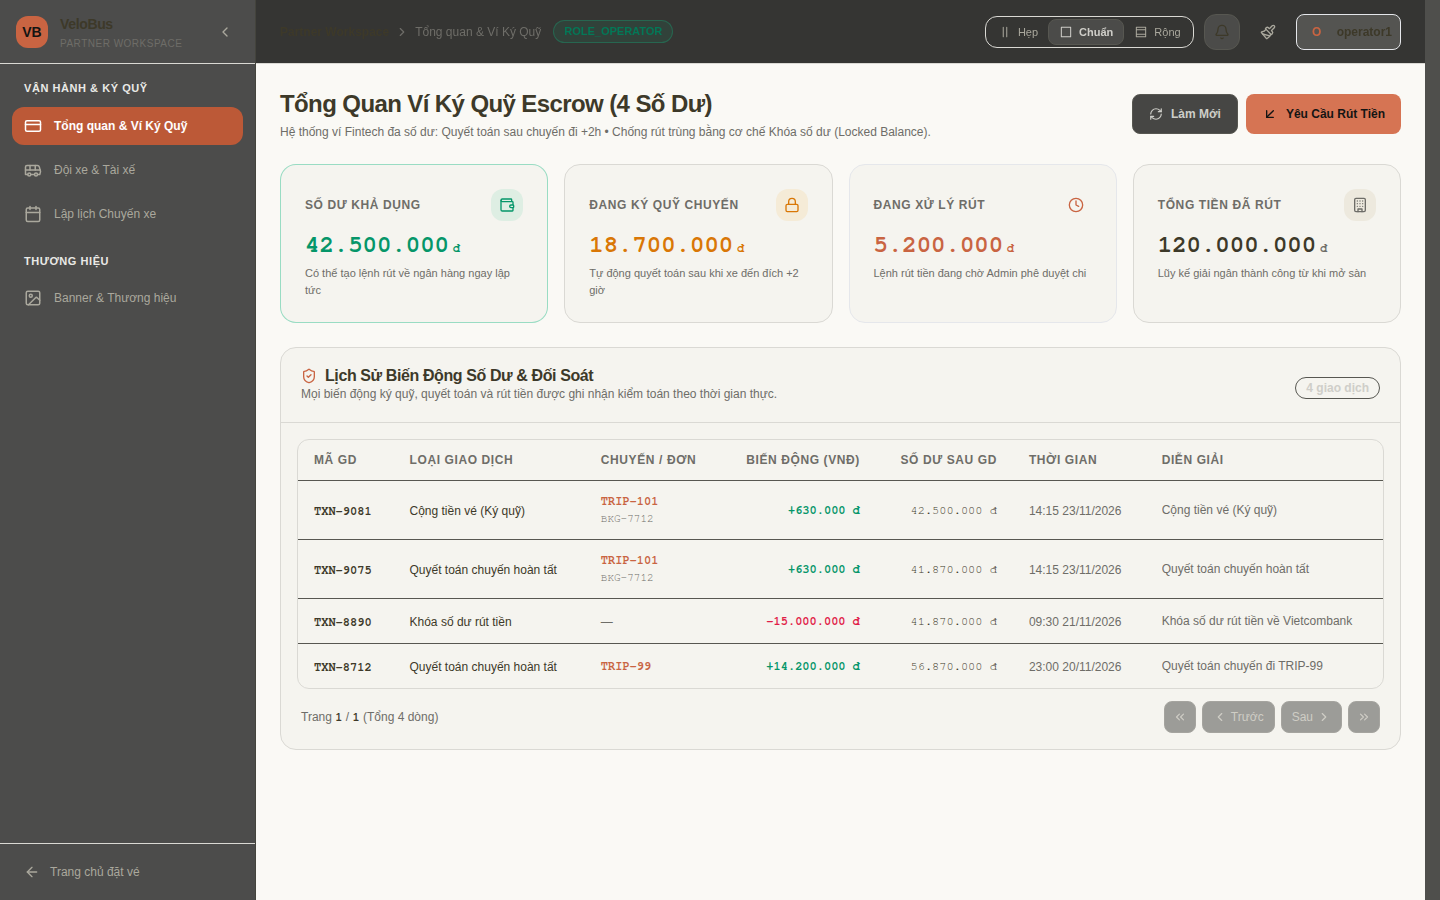 VB
VeloBus
PARTNER WORKSPACE
VẬN HÀNH & KÝ QUỸ
Tổng quan & Ví Ký Quỹ
Đội xe & Tài xế
Lập lịch Chuyến xe
THƯƠNG HIỆU
Banner & Thương hiệu
Trang chủ đặt vé
Tổng quan & Ví Ký Quỹ
ROLE_OPERATOR
Hẹp
Chuẩn
Rộng
O
operator1
Tổng Quan Ví Ký Quỹ Escrow (4 Số Dư)
Hệ thống ví Fintech đa số dư: Quyết toán sau chuyến đi +2h • Chống rút trùng bằng cơ chế Khóa số dư (Locked Balance).
Làm Mới
Yêu Cầu Rút Tiền
SỐ DƯ KHẢ DỤNG
42.500.000 đ
Có thể tạo lệnh rút về ngân hàng ngay lập
tức
ĐANG KÝ QUỸ CHUYẾN
18.700.000 đ
Tự động quyết toán sau khi xe đến đích +2
giờ
ĐANG XỬ LÝ RÚT
5.200.000 đ
Lệnh rút tiền đang chờ Admin phê duyệt chi
TỔNG TIỀN ĐÃ RÚT
120.000.000 đ
Lũy kế giải ngân thành công từ khi mở sàn
Lịch Sử Biến Động Số Dư & Đối Soát
Mọi biến động ký quỹ, quyết toán và rút tiền được ghi nhận kiểm toán theo thời gian thực.
4 giao dịch
MÃ GD LOẠI GIAO DỊCH CHUYẾN / ĐƠN BIẾN ĐỘNG (VNĐ) SỐ DƯ SAU GD THỜI GIAN DIỄN GIẢI
TXN-9081 Cộng tiền vé (Ký quỹ) TRIP-101 +630.000 đ 42.500.000 đ 14:15 23/11/2026 Cộng tiền vé (Ký quỹ)
BKG-7712
TXN-9075 Quyết toán chuyến hoàn tất TRIP-101 +630.000 đ 41.870.000 đ 14:15 23/11/2026 Quyết toán chuyến hoàn tất
BKG-7712
TXN-8890 Khóa số dư rút tiền — -15.000.000 đ 41.870.000 đ 09:30 21/11/2026 Khóa số dư rút tiền về Vietcombank
TXN-8712 Quyết toán chuyến hoàn tất TRIP-99 +14.200.000 đ 56.870.000 đ 23:00 20/11/2026 Quyết toán chuyến đi TRIP-99
Trang 1 / 1 (Tổng 4 dòng)
Trước
Sau